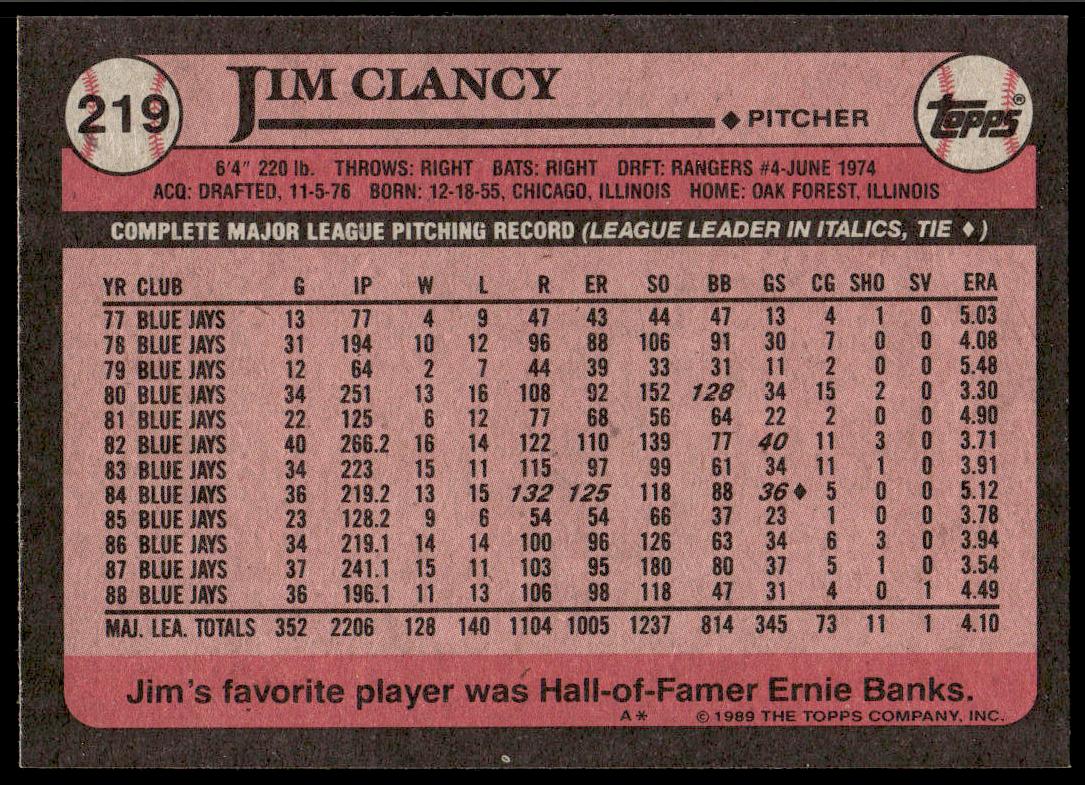 219
JIM CLANCY
◆ PITCHER
TOPPS®
6'4" 220 lb. THROWS: RIGHT BATS: RIGHT DRFT: RANGERS #4-JUNE 1974
ACQ: DRAFTED, 11-5-76 BORN: 12-18-55, CHICAGO, ILLINOIS HOME: OAK FOREST, ILLINOIS
COMPLETE MAJOR LEAGUE PITCHING RECORD (LEAGUE LEADER IN ITALICS, TIE ♦)
YR CLUB G IP W L R ER SO BB GS CG SHO SV ERA
77 BLUE JAYS 13 77 4 9 47 43 44 47 13 4 1 0 5.03
78 BLUE JAYS 31 194 10 12 96 88 106 91 30 7 0 0 4.08
79 BLUE JAYS 12 64 2 7 44 39 33 31 11 2 0 0 5.48
80 BLUE JAYS 34 251 13 16 108 92 152 128 34 15 2 0 3.30
81 BLUE JAYS 22 125 6 12 77 68 56 64 22 2 0 0 4.90
82 BLUE JAYS 40 266.2 16 14 122 110 139 77 40 11 3 0 3.71
83 BLUE JAYS 34 223 15 11 115 97 99 61 34 11 1 0 3.91
84 BLUE JAYS 36 219.2 13 15 132 125 118 88 36♦ 5 0 0 5.12
85 BLUE JAYS 23 128.2 9 6 54 54 66 37 23 1 0 0 3.78
86 BLUE JAYS 34 219.1 14 14 100 96 126 63 34 6 3 0 3.94
87 BLUE JAYS 37 241.1 15 11 103 95 180 80 37 5 1 0 3.54
88 BLUE JAYS 36 196.1 11 13 106 98 118 47 31 4 0 1 4.49
MAJ. LEA. TOTALS 352 2206 128 140 1104 1005 1237 814 345 73 11 1 4.10
Jim's favorite player was Hall-of-Famer Ernie Banks.
A* © 1989 THE TOPPS COMPANY, INC.